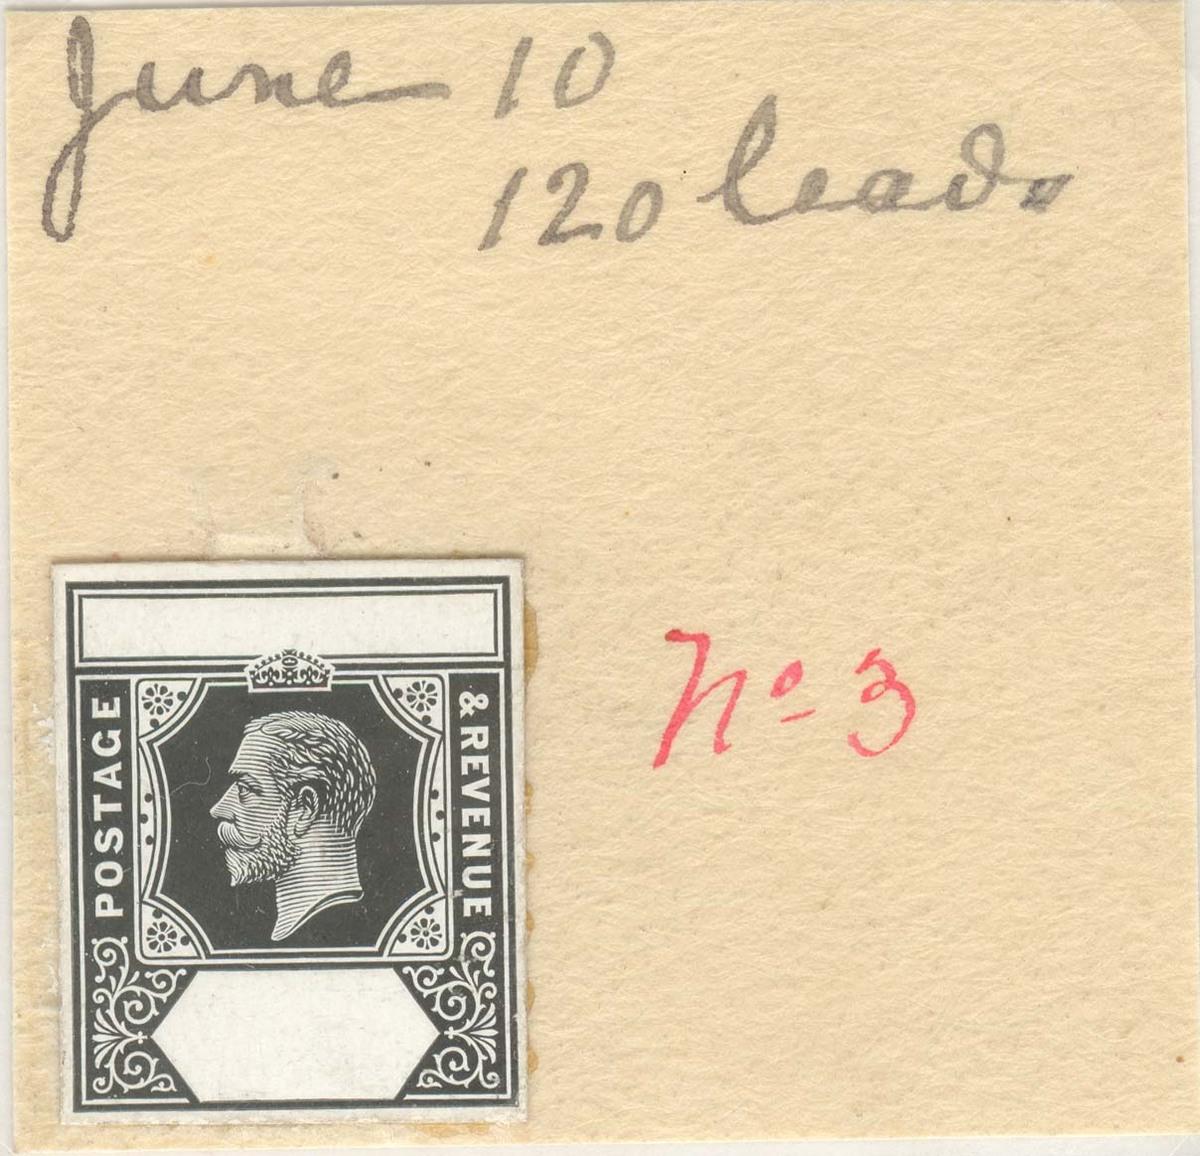 June 10
120 leads
No 3
POSTAGE
& REVENUE